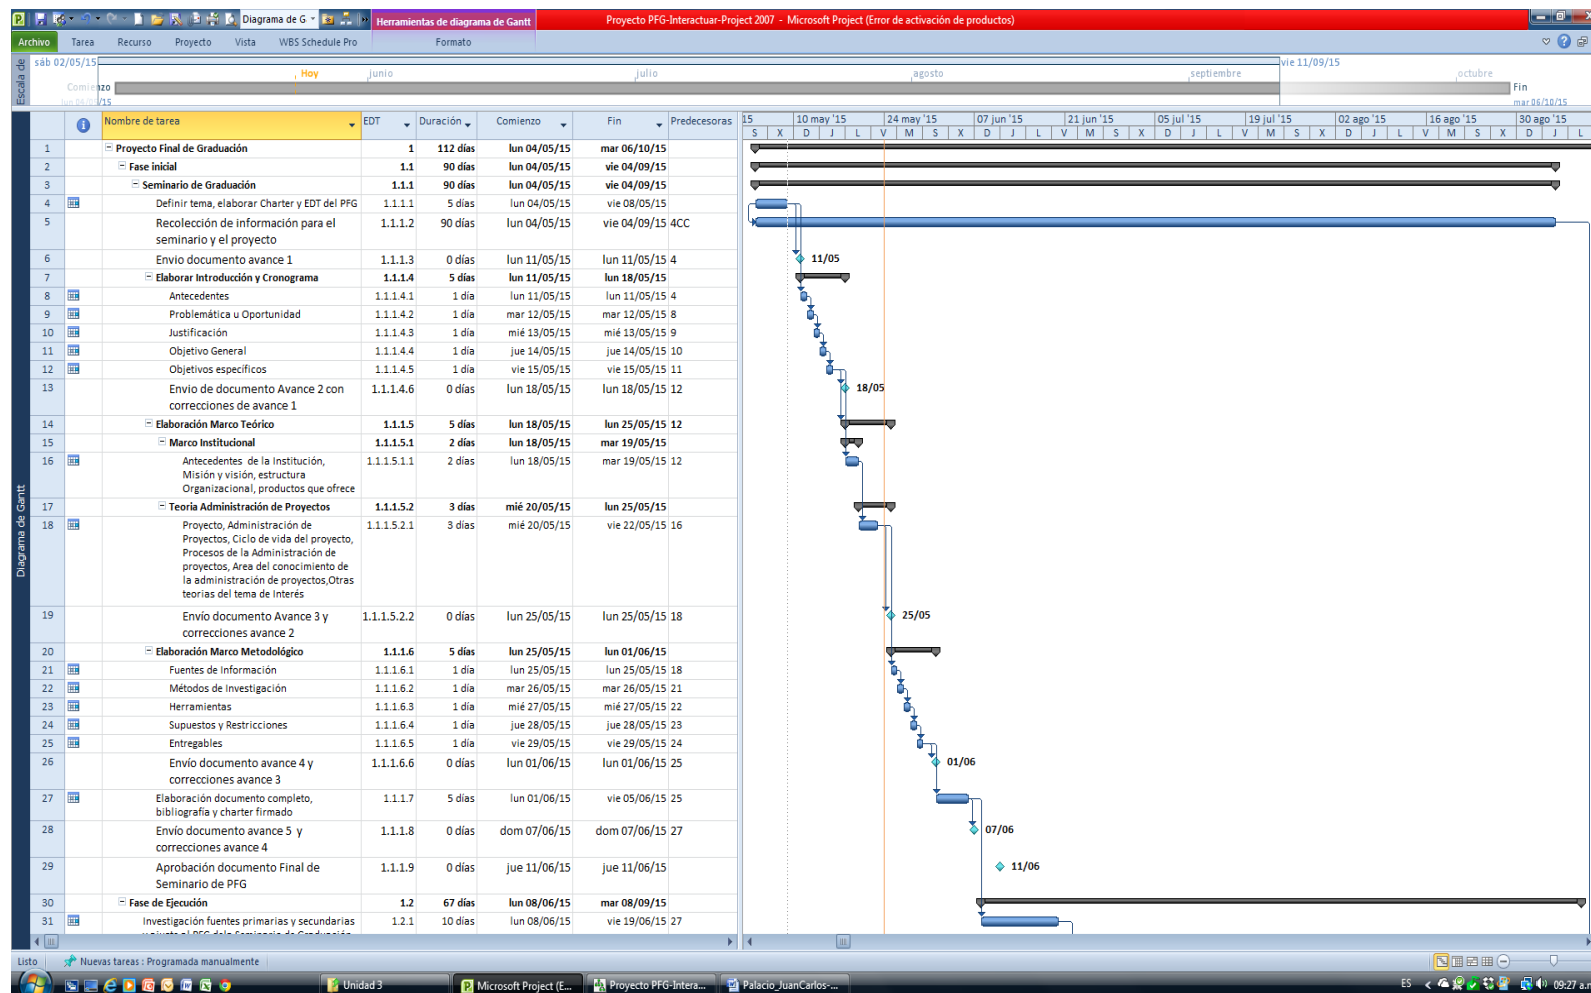 Diagrama de G
Herramientas de diagrama de Gantt
Proyecto PFG-Interactuar-Project 2007 - Microsoft Project (Error de activación de productos)
Archivo Tarea Recurso Proyecto Vista WBS Schedule Pro Formato
Escala de
sáb 02/05/15 vie 11/09/15
Hoy junio julio agosto septiembre octubre
Comienzo Fin
lun 04/05/15 mar 06/10/15
Nombre de tarea EDT Duración Comienzo Fin Predecesoras
15 10 may '15 24 may '15 07 jun '15 21 jun '15 05 jul '15 19 jul '15 02 ago '15 16 ago '15 30 ago '15
S X D J L V M S X D J L V M S X D J L V M S X D J L V M S X D J L
1 Proyecto Final de Graduación 1 112 días lun 04/05/15 mar 06/10/15
2 Fase inicial 1.1 90 días lun 04/05/15 vie 04/09/15
3 Seminario de Graduación 1.1.1 90 días lun 04/05/15 vie 04/09/15
4 Definir tema, elaborar Charter y EDT del PFG 1.1.1.1 5 días lun 04/05/15 vie 08/05/15
5 Recolección de información para el 1.1.1.2 90 días lun 04/05/15 vie 04/09/15 4CC
seminario y el proyecto
6 Envio documento avance 1 1.1.1.3 0 días lun 11/05/15 lun 11/05/15 4 11/05
7 Elaborar Introducción y Cronograma 1.1.1.4 5 días lun 11/05/15 lun 18/05/15
8 Antecedentes 1.1.1.4.1 1 día lun 11/05/15 lun 11/05/15 4
9 Problemática u Oportunidad 1.1.1.4.2 1 día mar 12/05/15 mar 12/05/15 8
10 Justificación 1.1.1.4.3 1 día mié 13/05/15 mié 13/05/15 9
11 Objetivo General 1.1.1.4.4 1 día jue 14/05/15 jue 14/05/15 10
12 Objetivos específicos 1.1.1.4.5 1 día vie 15/05/15 vie 15/05/15 11
13 Envio de documento Avance 2 con 1.1.1.4.6 0 días lun 18/05/15 lun 18/05/15 12 18/05
correcciones de avance 1
14 Elaboración Marco Teórico 1.1.1.5 5 días lun 18/05/15 lun 25/05/15 12
15 Marco Institucional 1.1.1.5.1 2 días lun 18/05/15 mar 19/05/15
16 Antecedentes de la Institución, 1.1.1.5.1.1 2 días lun 18/05/15 mar 19/05/15 12
Misión y visión, estructura
Organizacional, productos que ofrece
17 Teoria Administración de Proyectos 1.1.1.5.2 3 días mié 20/05/15 lun 25/05/15
18 Proyecto, Administración de 1.1.1.5.2.1 3 días mié 20/05/15 vie 22/05/15 16
Proyectos, Ciclo de vida del proyecto,
Procesos de la Administración de
proyectos, Area del conocimiento de
la administración de proyectos,Otras
teorias del tema de Interés
19 Envío documento Avance 3 y 1.1.1.5.2.2 0 días lun 25/05/15 lun 25/05/15 18 25/05
correcciones avance 2
20 Elaboración Marco Metodológico 1.1.1.6 5 días lun 25/05/15 lun 01/06/15
21 Fuentes de Información 1.1.1.6.1 1 día lun 25/05/15 lun 25/05/15 18
22 Métodos de Investigación 1.1.1.6.2 1 día mar 26/05/15 mar 26/05/15 21
23 Herramientas 1.1.1.6.3 1 día mié 27/05/15 mié 27/05/15 22
24 Supuestos y Restricciones 1.1.1.6.4 1 día jue 28/05/15 jue 28/05/15 23
25 Entregables 1.1.1.6.5 1 día vie 29/05/15 vie 29/05/15 24
26 Envío documento avance 4 y 1.1.1.6.6 0 días lun 01/06/15 lun 01/06/15 25 01/06
correcciones avance 3
27 Elaboración documento completo, 1.1.1.7 5 días lun 01/06/15 vie 05/06/15 25
bibliografía y charter firmado
28 Envío documento avance 5 y 1.1.1.8 0 días dom 07/06/15 dom 07/06/15 27 07/06
correcciones avance 4
29 Aprobación documento Final de 1.1.1.9 0 días jue 11/06/15 jue 11/06/15 11/06
Seminario de PFG
30 Fase de Ejecución 1.2 67 días lun 08/06/15 mar 08/09/15
31 Investigación fuentes primarias y secundarias 1.2.1 10 días lun 08/06/15 vie 19/06/15 27
Diagrama de Gantt
Listo Nuevas tareas : Programada manualmente
Unidad 3 Microsoft Project (E... Proyecto PFG-Intera... Palacio_JuanCarlos-... ES 09:27 a.m